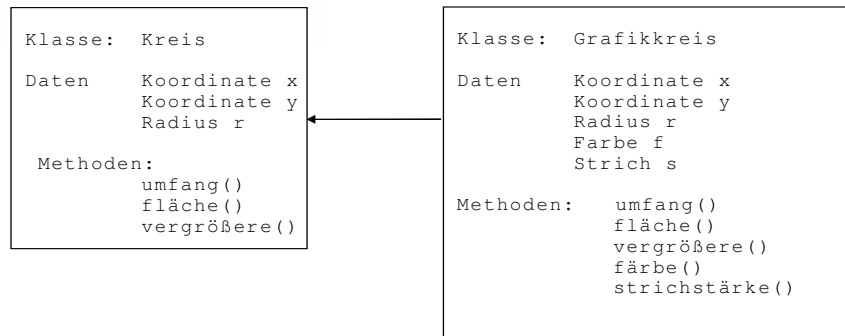 Klasse: Kreis
Daten Koordinate x
Koordinate y
Radius r
Methoden:
umfang()
fläche()
vergrößere()
Klasse: Grafikkreis
Daten Koordinate x
Koordinate y
Radius r
Farbe f
Strich s
Methoden: umfang()
fläche()
vergrößere()
färbe()
strichstärke()